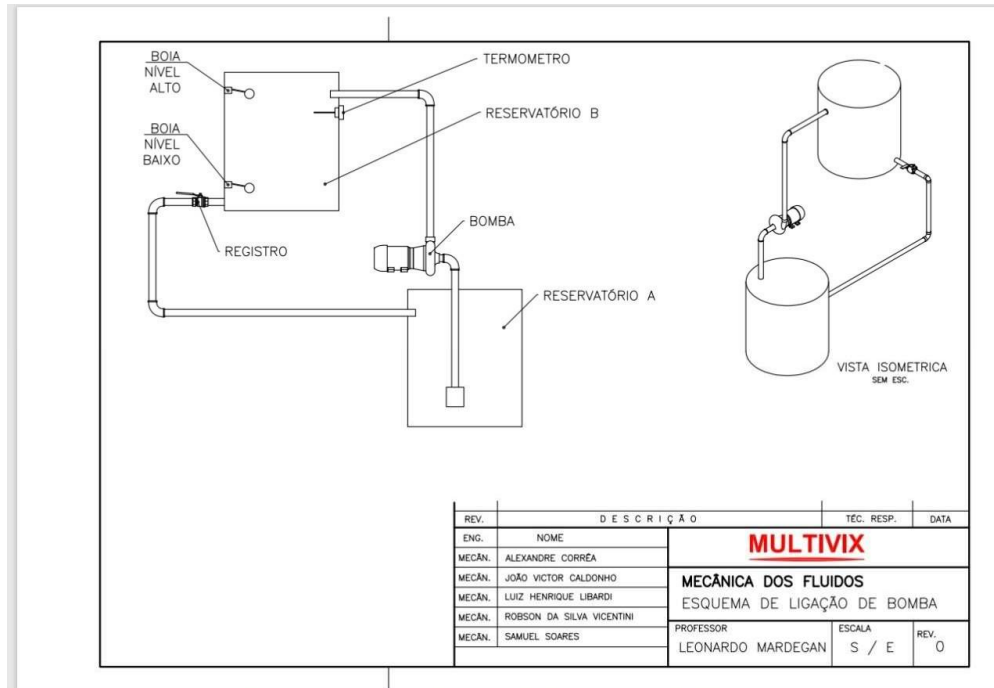 BOIA
NÍVEL
ALTO
TERMOMETRO
RESERVATÓRIO B
BOIA
NÍVEL
BAIXO
REGISTRO
BOMBA
RESERVATÓRIO A
VISTA ISOMETRICA
SEM ESC.
REV. DESCRIÇÃO TÉC. RESP. DATA
ENG. NOME
MECÂN. ALEXANDRE CORRÊA
MECÂN. JOÃO VICTOR CALDONHO
MECÂN. LUIZ HENRIQUE LIBARDI
MECÂN. ROBSON DA SILVA VICENTINI
MECÂN. SAMUEL SOARES
MULTIVIX
MECÂNICA DOS FLUIDOS
ESQUEMA DE LIGAÇÃO DE BOMBA
PROFESSOR
LEONARDO MARDEGAN
ESCALA
S / E
REV.
0